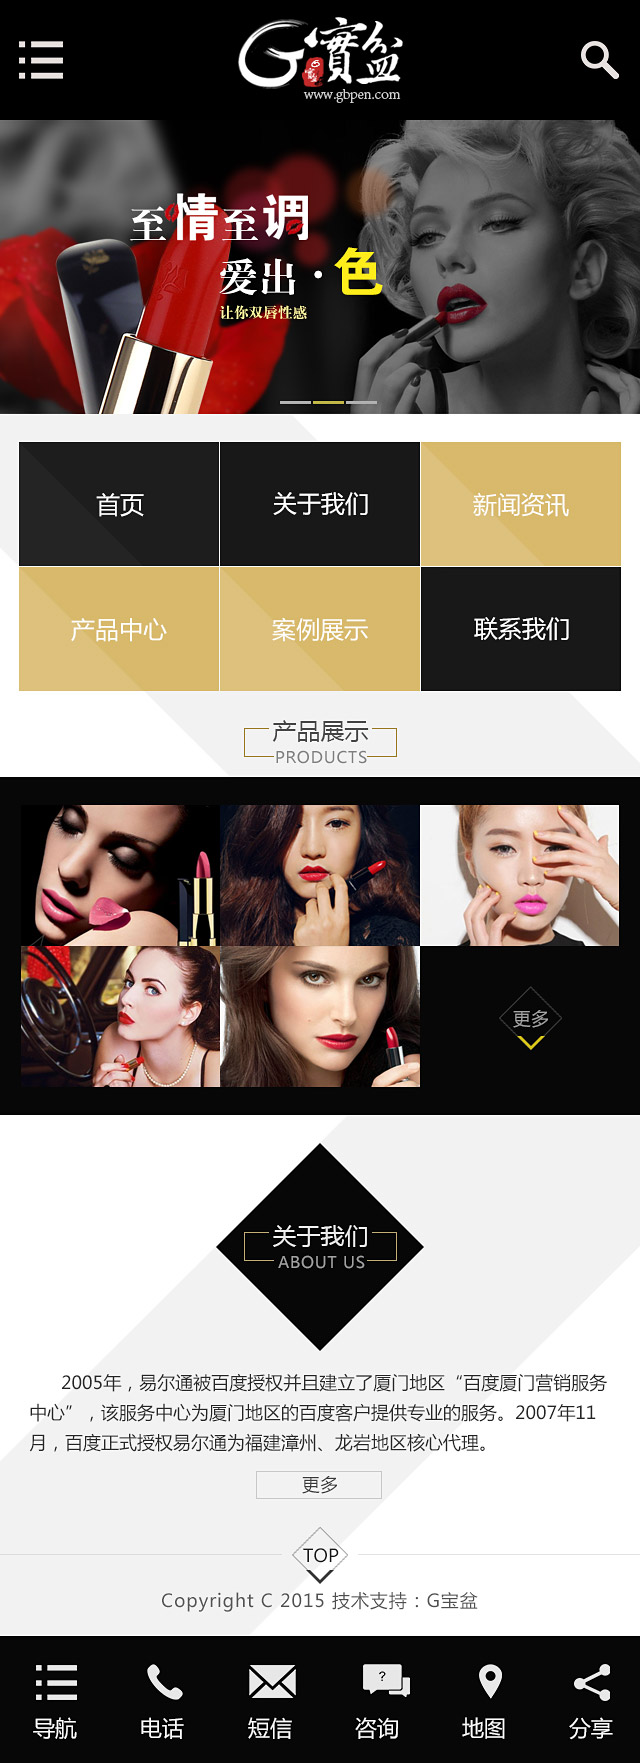 G寶盆
www.gbpen.com
至情至调
爱出·色
让你双唇性感
首页 关于我们 新闻资讯
产品中心 案例展示 联系我们
产品展示
PRODUCTS
更多
关于我们
ABOUT US
2005年，易尔通被百度授权并且建立了厦门地区“百度厦门营销服务
中心”，该服务中心为厦门地区的百度客户提供专业的服务。2007年11
月，百度正式授权易尔通为福建漳州、龙岩地区核心代理。
更多
TOP
Copyright C 2015 技术支持：G宝盆
?
导航 电话 短信 咨询 地图 分享